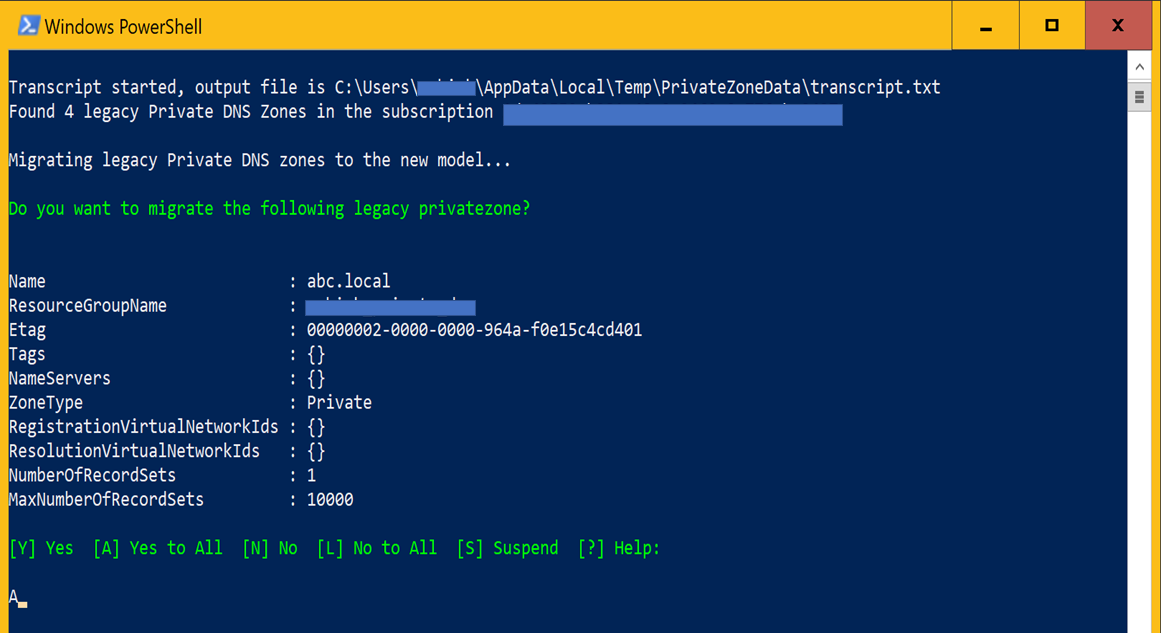 Windows PowerShell
Transcript started, output file is C:\Users\ \AppData\Local\Temp\PrivateZoneData\transcript.txt
Found 4 legacy Private DNS Zones in the subscription
Migrating legacy Private DNS zones to the new model...
Do you want to migrate the following legacy privatezone?
Name : abc.local
ResourceGroupName :
Etag : 00000002-0000-0000-964a-f0e15c4cd401
Tags : {}
NameServers : {}
ZoneType : Private
RegistrationVirtualNetworkIds : {}
ResolutionVirtualNetworkIds : {}
NumberOfRecordSets : 1
MaxNumberOfRecordSets : 10000
[Y] Yes [A] Yes to All [N] No [L] No to All [S] Suspend [?] Help:
A